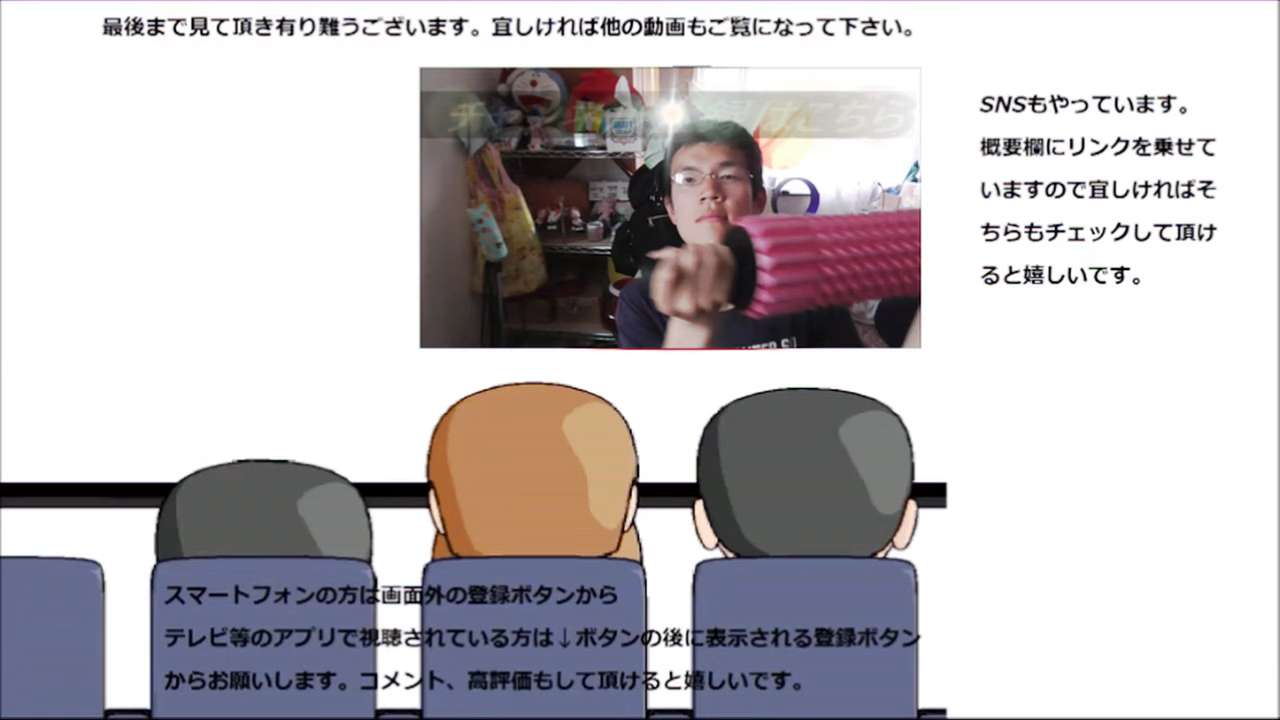 最後まで見て頂き有り難うございます。宜しければ他の動画もご覧になって下さい。
はこちら
SNSもやっています。
概要欄にリンクを乗せて
いますので宜しければそ
ちらもチェックして頂け
ると嬉しいです。
スマートフォンの方は画面外の登録ボタンから
テレビ等のアプリで視聴されている方は↓ボタンの後に表示される登録ボタン
からお願いします。コメント、高評価もして頂けると嬉しいです。